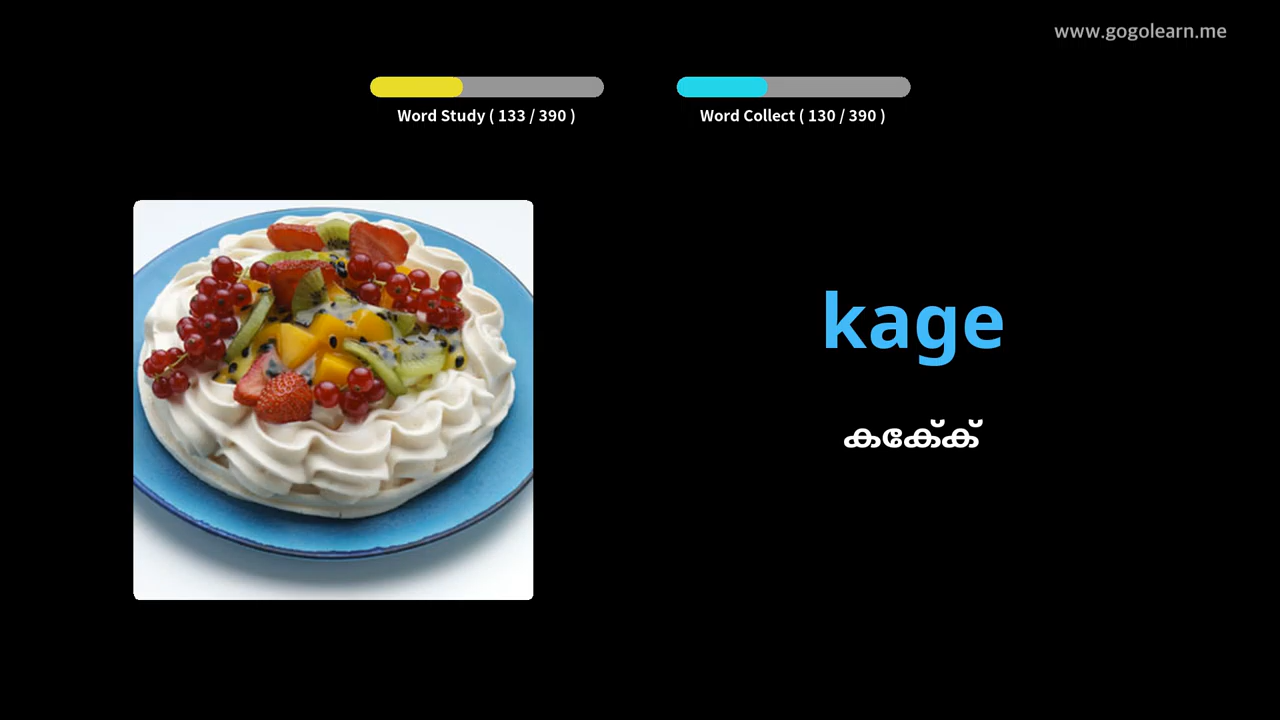 www.gogolearn.me
Word Study ( 133 / 390 )
Word Collect ( 130 / 390 )
kage
കകേ്ക്